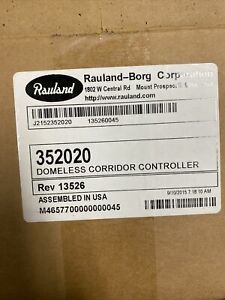 Rauland
Rauland-Borg Corporation
1802 W Central Rd Mount Prospect
http://www.rauland.com
J2152352020 135260045
352020
DOMELESS CORRIDOR CONTROLLER
Rev 13526
ASSEMBLED IN USA
9/10/2015 7:18:10 AM
M4657700000000045